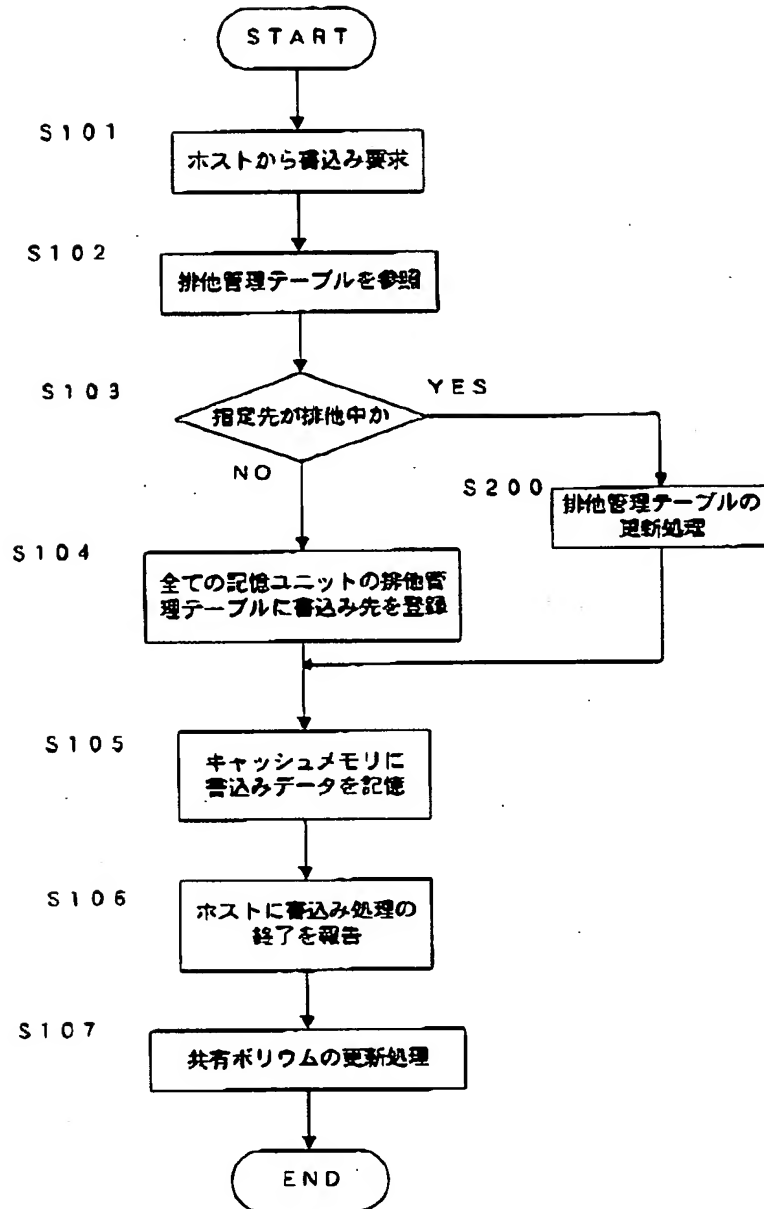 START
S101
ホストから書込み要求
S102
排他管理テーブルを参照
S103
指定先が排他中か
YES
NO
S200
排他管理テーブルの
更新処理
S104
全ての記憶ユニットの排他管
理テーブルに書込み先を登録
S105
キャッシュメモリに
書込みデータを記憶
S106
ホストに書込み処理の
終了を報告
S107
共有ボリウムの更新処理
END